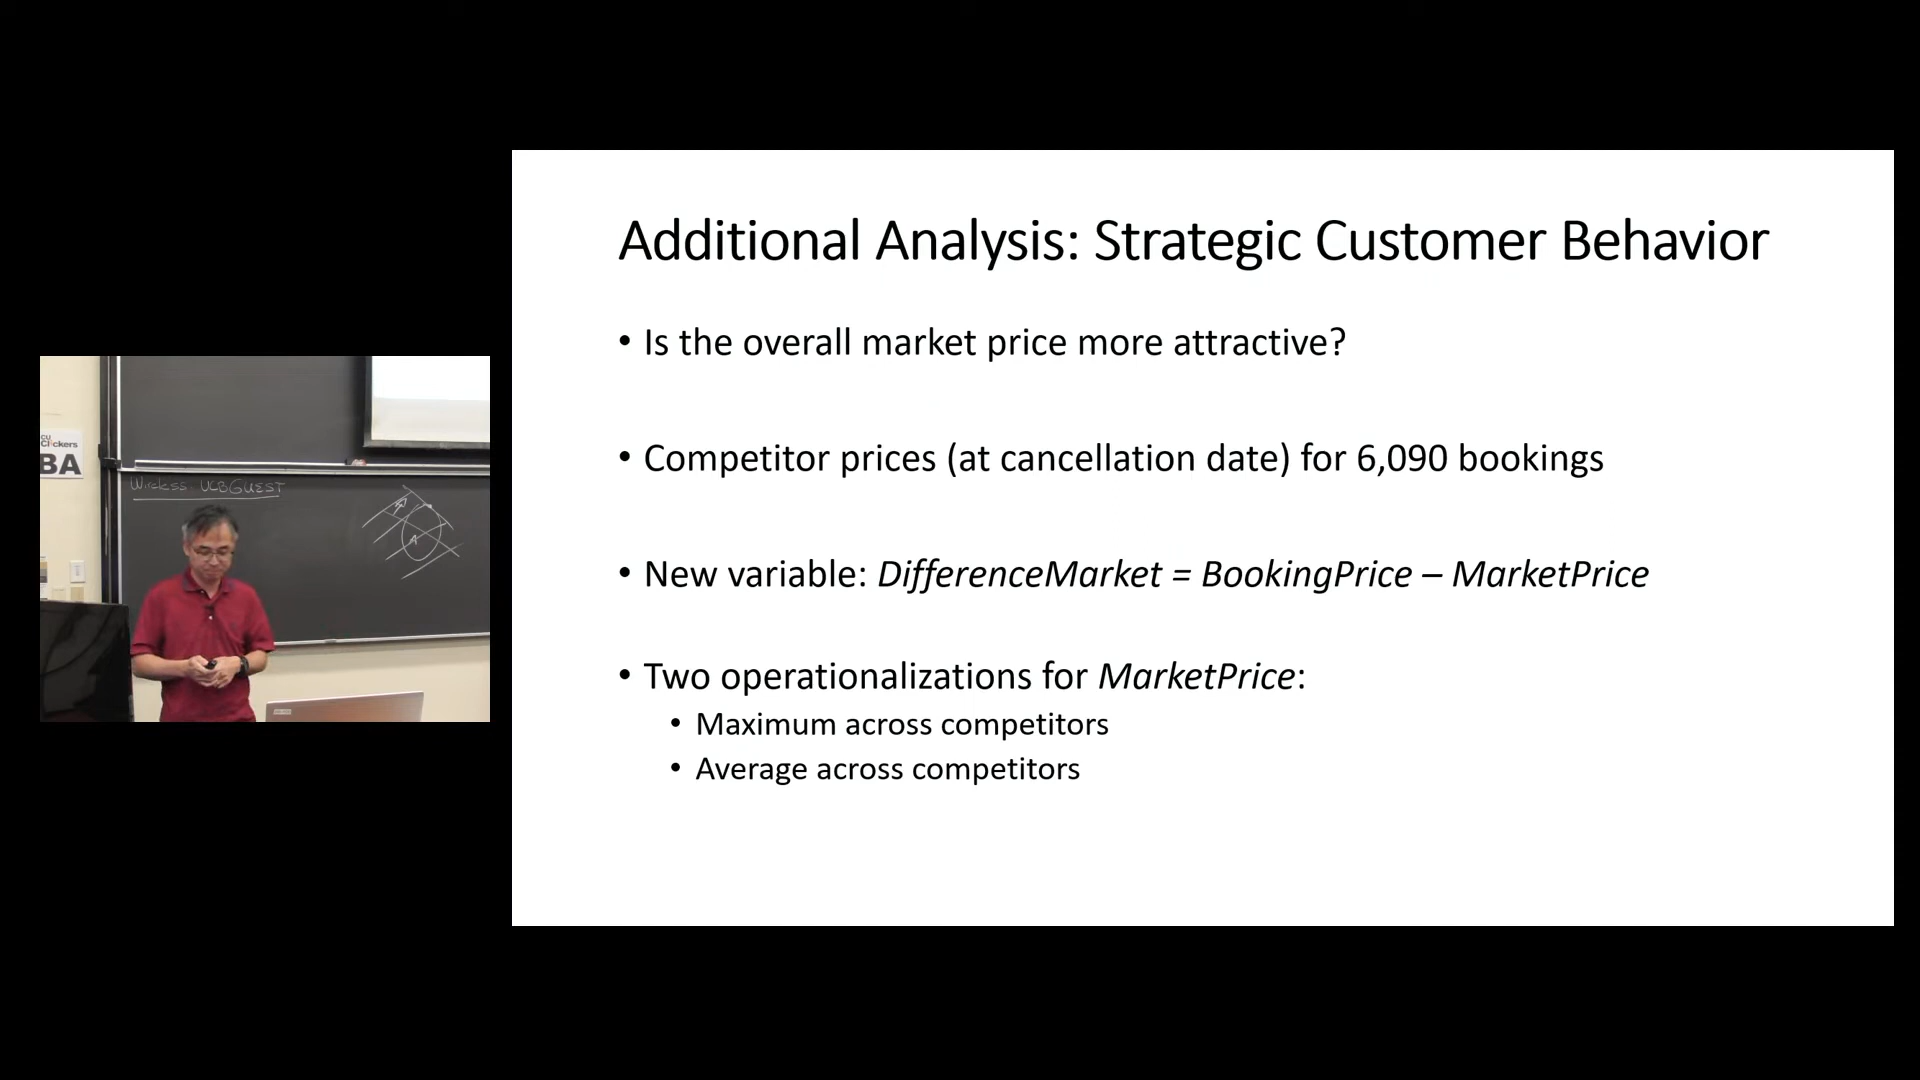 Additional Analysis: Strategic Customer Behavior
• Is the overall market price more attractive?
• Competitor prices (at cancellation date) for 6,090 bookings
• New variable: DifferenceMarket = BookingPrice – MarketPrice
• Two operationalizations for MarketPrice:
• Maximum across competitors
• Average across competitors
CU
Clickers
BA
Wireless: UCBGUEST